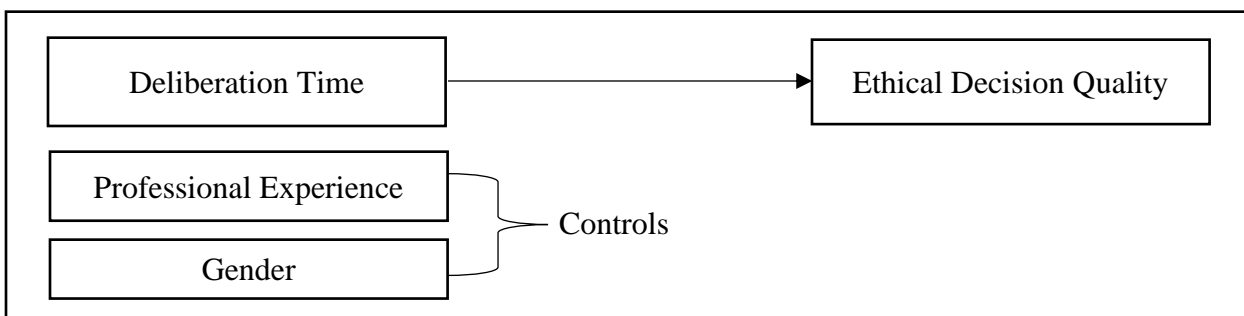 Deliberation Time
Ethical Decision Quality
Professional Experience
Controls
Gender